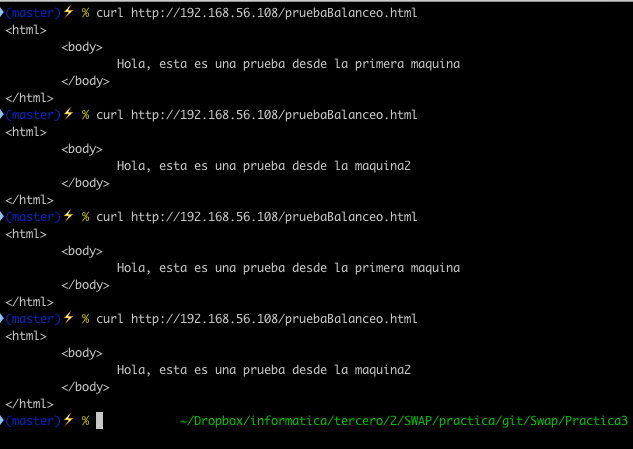 (master)⚡ % curl http://192.168.56.108/pruebaBalanceo.html
<html>
<body>
Hola, esta es una prueba desde la primera maquina
</body>
</html>
(master)⚡ % curl http://192.168.56.108/pruebaBalanceo.html
<html>
<body>
Hola, esta es una prueba desde la maquina2
</body>
</html>
(master)⚡ % curl http://192.168.56.108/pruebaBalanceo.html
<html>
<body>
Hola, esta es una prueba desde la primera maquina
</body>
</html>
(master)⚡ % curl http://192.168.56.108/pruebaBalanceo.html
<html>
<body>
Hola, esta es una prueba desde la maquina2
</body>
</html>
(master)⚡ % ~/Dropbox/informatica/tercero/2/SWAP/practica/git/Swap/Practica3